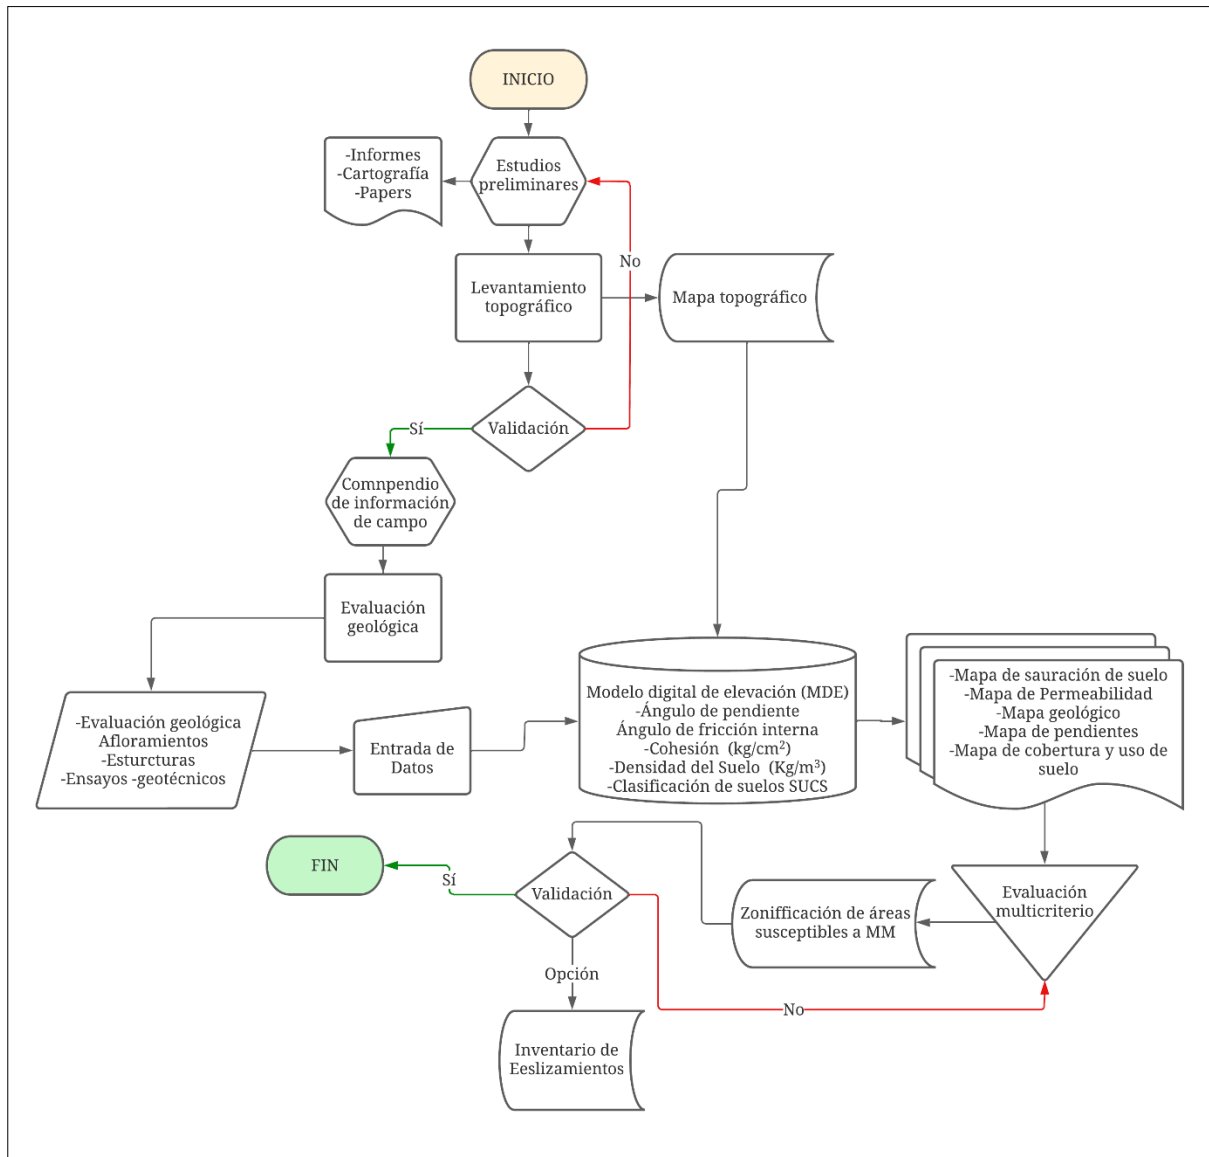 INICIO
-Informes
-Cartografía
-Papers
Estudios
preliminares
No
Levantamiento
topográfico
Mapa topográfico
Sí
Validación
Comnpendio
de información
de campo
Evaluación
geológica
-Evaluación geológica
Afloramientos
-Esturcturas
-Ensayos -geotécnicos
Entrada de
Datos
Modelo digital de elevación (MDE)
-Ángulo de pendiente
Ángulo de fricción interna
-Cohesión (kg/cm²)
-Densidad del Suelo (Kg/m³)
-Clasificación de suelos SUCS
-Mapa de sauración de suelo
-Mapa de Permeabilidad
-Mapa geológico
-Mapa de pendientes
-Mapa de cobertura y uso de
suelo
FIN
Sí
Validación
Zonifficación de áreas
susceptibles a MM
Evaluación
multicriterio
Opción
No
Inventario de
Eeslizamientos